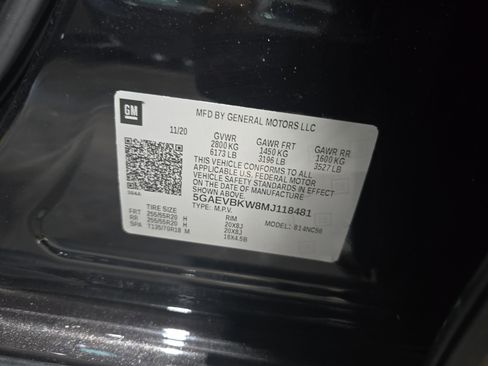 GM
MFD BY GENERAL MOTORS LLC
11/20 GVWR GAWR FRT GAWR RR
2800 KG 1450 KG 1600 KG
6173 LB 3196 LB 3527 LB
THIS VEHICLE CONFORMS TO ALL
APPLICABLE U.S. FEDERAL MOTOR
VEHICLE SAFETY STANDARDS IN
EFFECT ON THE DATE OF MANUFACTURE
SHOWN ABOVE.
5GAEVBKW8MJ118481
TYPE: M.P.V. MODEL:
TIRE SIZE RIM
FRT 255/55R20 H 20X8J
RR 255/55R20 H 20X8J
SPA T135/70R18 M 18X4.5B